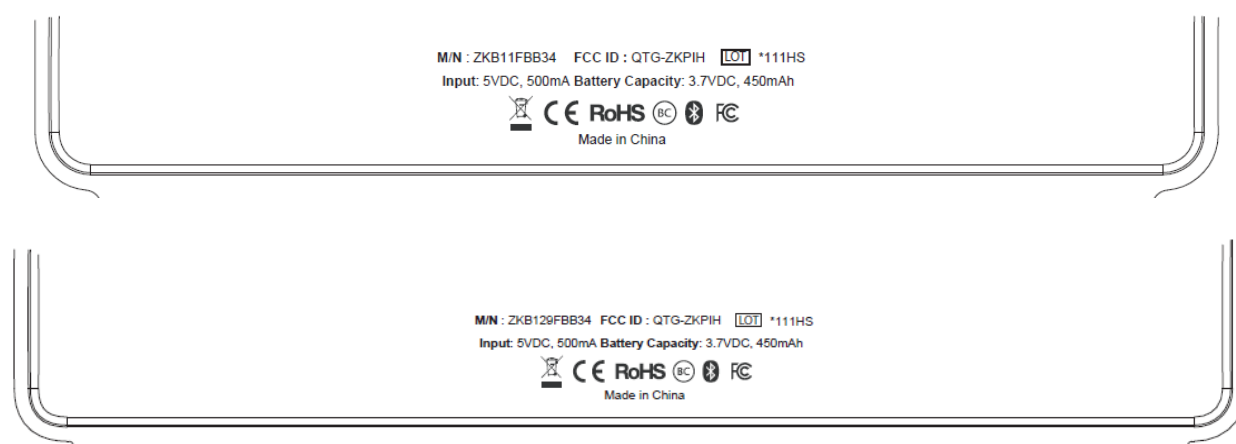 M/N : ZKB11FBB34 FCC ID : QTG-ZKPIH LOT *111HS
Input: 5VDC, 500mA Battery Capacity: 3.7VDC, 450mAh
CE RoHS BC FC
Made in China
M/N : ZKB129FBB34 FCC ID : QTG-ZKPIH LOT *111HS
Input: 5VDC, 500mA Battery Capacity: 3.7VDC, 450mAh
CE RoHS BC FC
Made in China